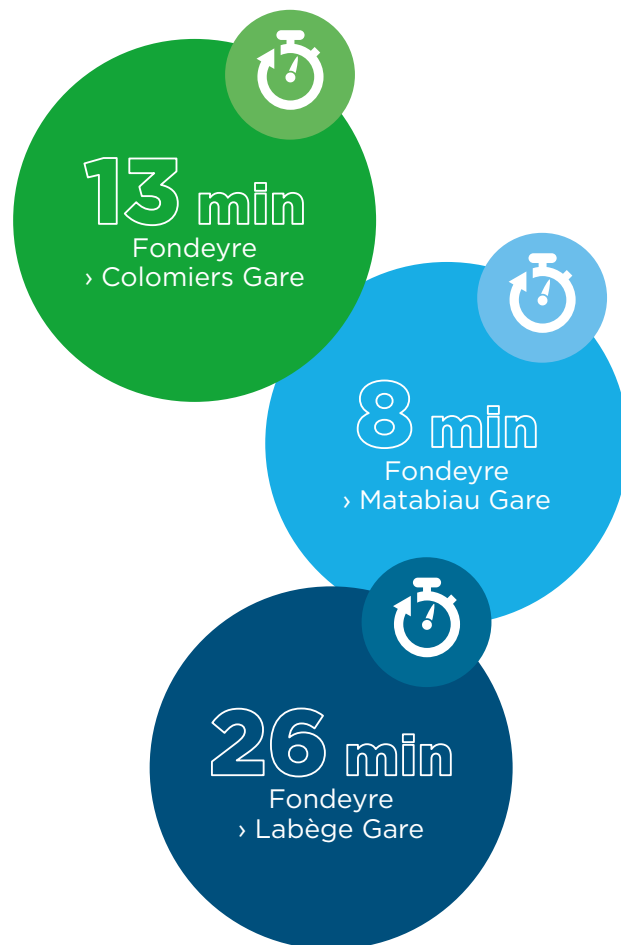 13 min
Fondeyre
› Colomiers Gare
8 min
Fondeyre
› Matabiau Gare
26 min
Fondeyre
› Labège Gare